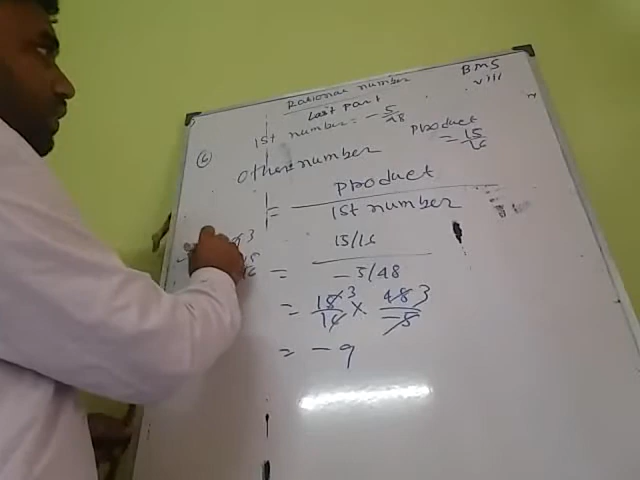 Rational number
BMS
VIII
Last Part
1st number = - 5/48
Product = 15/16
6
Other number
= Product / 1st number
= 15/16 / -5/48
= 15/16 3 × 48 3/-5
= -9